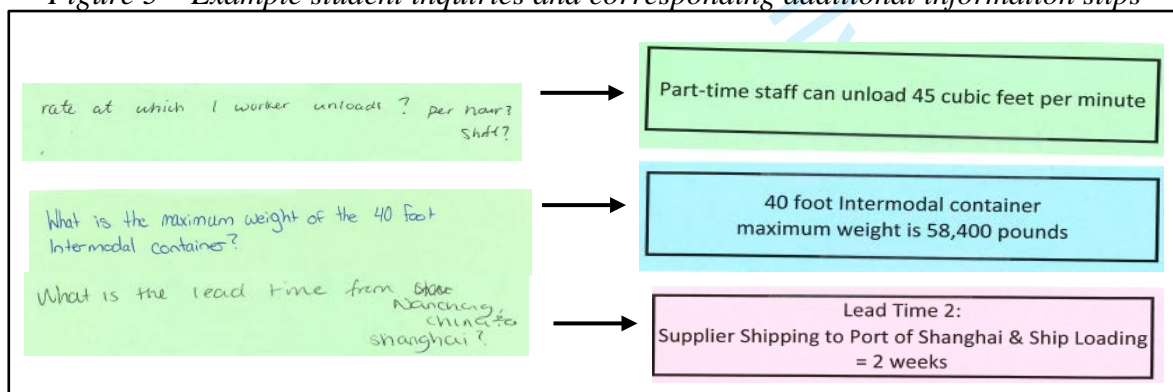 Example student inquiries and corresponding additional information slips
rate at which 1 worker unloads ? per hour?
shift?
Part-time staff can unload 45 cubic feet per minute
What is the maximum weight of the 40 foot
Intermodal container?
40 foot Intermodal container
maximum weight is 58,400 pounds
What is the lead time from
Nanchang,
china to
shanghai?
Lead Time 2:
Supplier Shipping to Port of Shanghai & Ship Loading
= 2 weeks